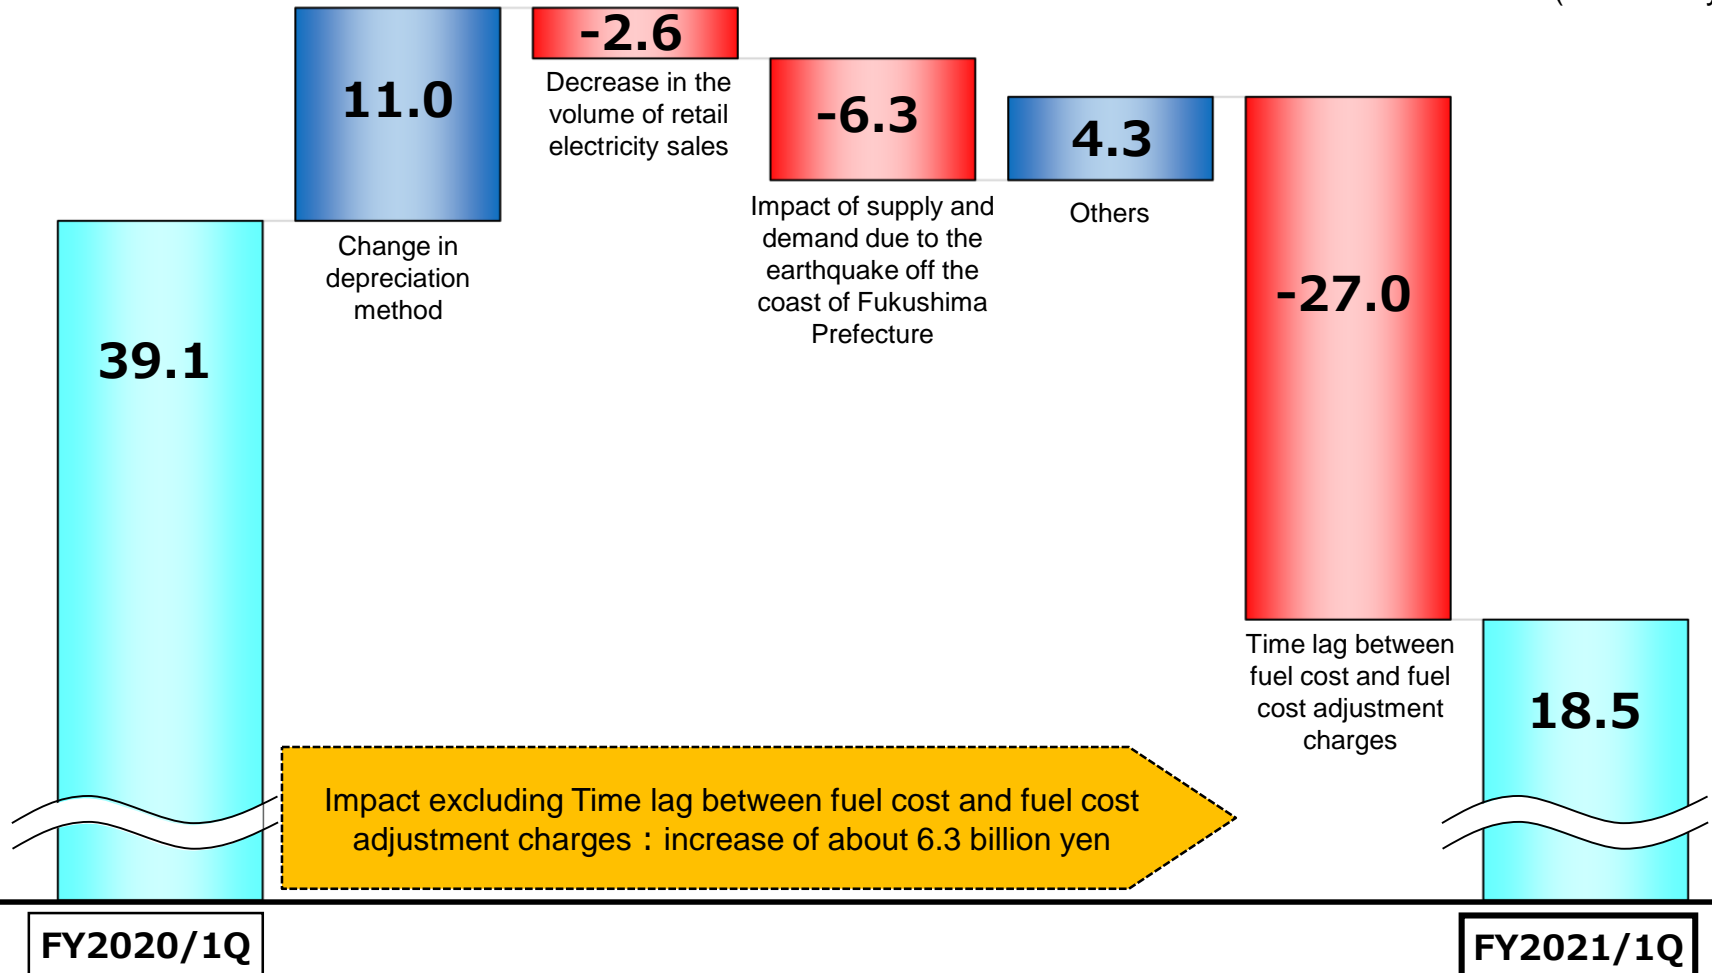 39.1
11.0
Change in
depreciation
method
-2.6
Decrease in the
volume of retail
electricity sales
-6.3
Impact of supply and
demand due to the
earthquake off the
coast of Fukushima
Prefecture
4.3
Others
-27.0
Time lag between
fuel cost and fuel
cost adjustment
charges
18.5
Impact excluding Time lag between fuel cost and fuel cost
adjustment charges：increase of about 6.3 billion yen
FY2020/1Q
FY2021/1Q